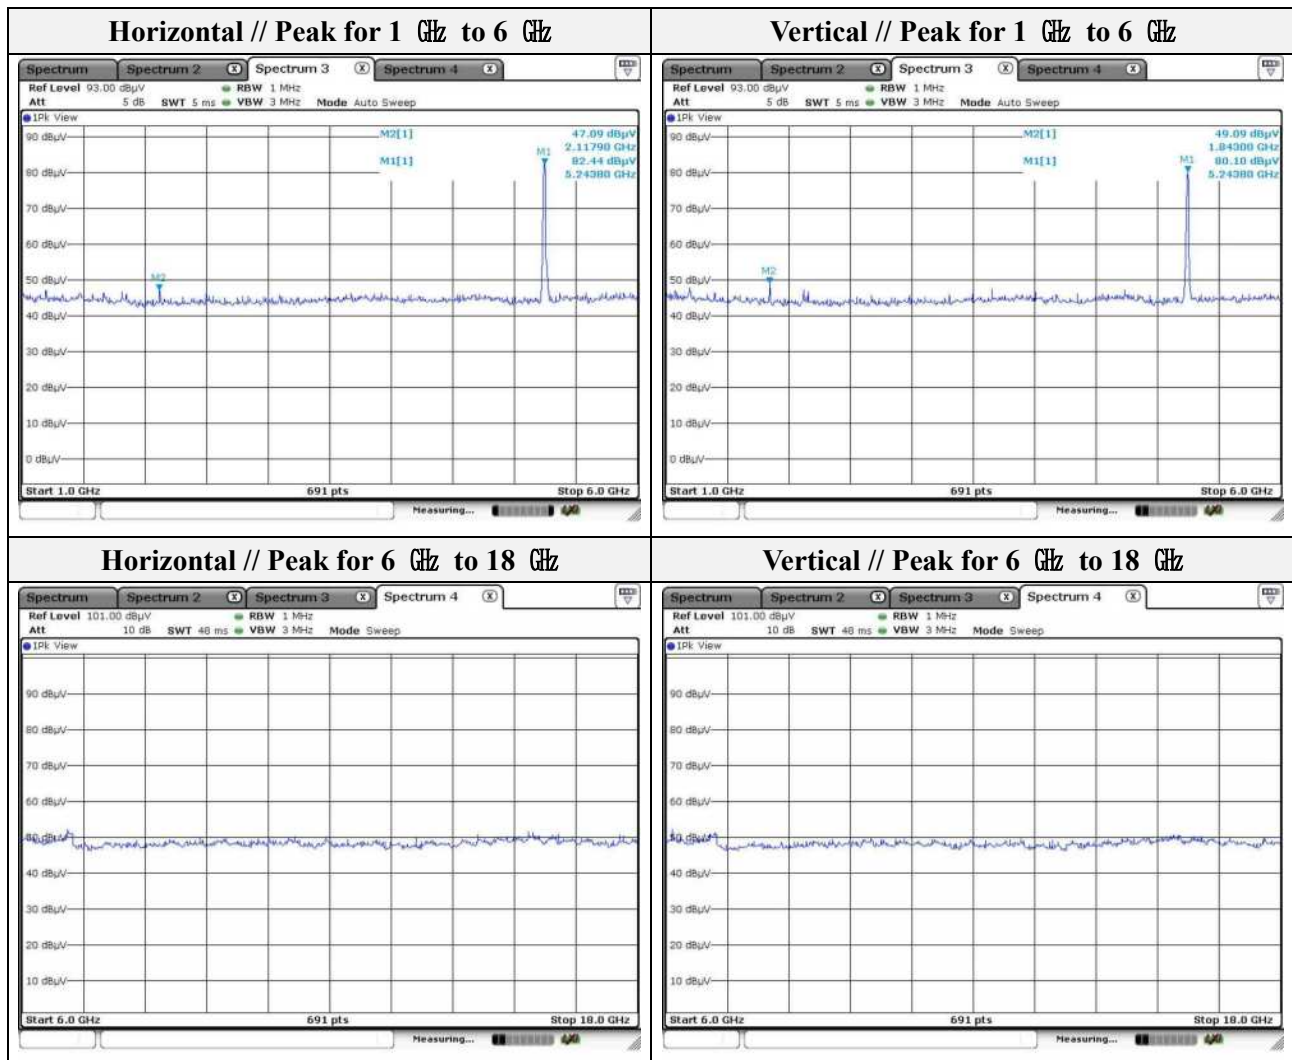 Horizontal // Peak for 1 ㎓ to 6 ㎓
Spectrum Spectrum 2 X Spectrum 3 X Spectrum 4 X
Ref Level 93.00 dBµV RBW 1 MHz
Att 5 dB SWT 5 ms VBW 3 MHz Mode Auto Sweep
1Pk View
M2[1] 47.09 dBµV
2.11790 GHz
M1[1] 82.44 dBµV
5.24380 GHz
M1
M2
90 dBµV
80 dBµV
70 dBµV
60 dBµV
50 dBµV
40 dBµV
30 dBµV
20 dBµV
10 dBµV
0 dBµV
Start 1.0 GHz 691 pts Stop 6.0 GHz
Measuring...
Vertical // Peak for 1 ㎓ to 6 ㎓
Spectrum Spectrum 2 X Spectrum 3 X Spectrum 4 X
Ref Level 93.00 dBµV RBW 1 MHz
Att 5 dB SWT 5 ms VBW 3 MHz Mode Auto Sweep
1Pk View
M2[1] 49.09 dBµV
1.84300 GHz
M1[1] 80.10 dBµV
5.24380 GHz
M1
M2
90 dBµV
80 dBµV
70 dBµV
60 dBµV
50 dBµV
40 dBµV
30 dBµV
20 dBµV
10 dBµV
0 dBµV
Start 1.0 GHz 691 pts Stop 6.0 GHz
Measuring...
Horizontal // Peak for 6 ㎓ to 18 ㎓
Spectrum Spectrum 2 X Spectrum 3 X Spectrum 4 X
Ref Level 101.00 dBµV RBW 1 MHz
Att 10 dB SWT 48 ms VBW 3 MHz Mode Sweep
1Pk View
90 dBµV
80 dBµV
70 dBµV
60 dBµV
50 dBµV
40 dBµV
30 dBµV
20 dBµV
10 dBµV
Start 6.0 GHz 691 pts Stop 18.0 GHz
Measuring...
Vertical // Peak for 6 ㎓ to 18 ㎓
Spectrum Spectrum 2 X Spectrum 3 X Spectrum 4 X
Ref Level 101.00 dBµV RBW 1 MHz
Att 10 dB SWT 48 ms VBW 3 MHz Mode Sweep
1Pk View
90 dBµV
80 dBµV
70 dBµV
60 dBµV
50 dBµV
40 dBµV
30 dBµV
20 dBµV
10 dBµV
Start 6.0 GHz 691 pts Stop 18.0 GHz
Measuring...